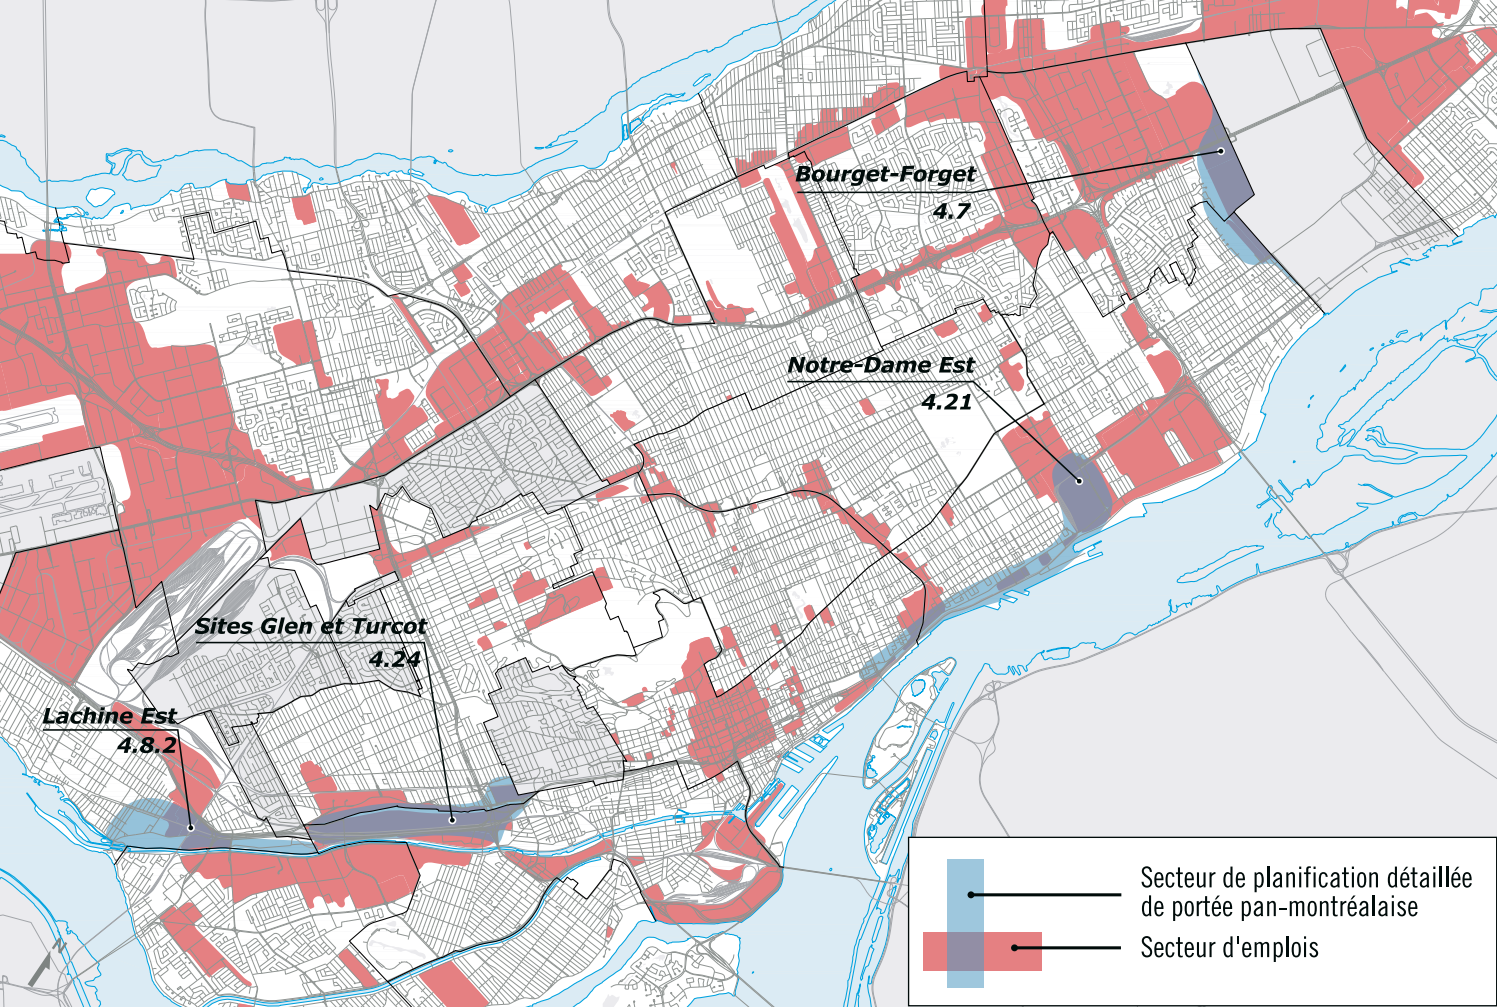 Bourget-Forget
4.7
Notre-Dame Est
4.21
Sites Glen et Turcot
4.24
Lachine Est
4.8.2
N
Secteur de planification détaillée
de portée pan-montréalaise
Secteur d'emplois